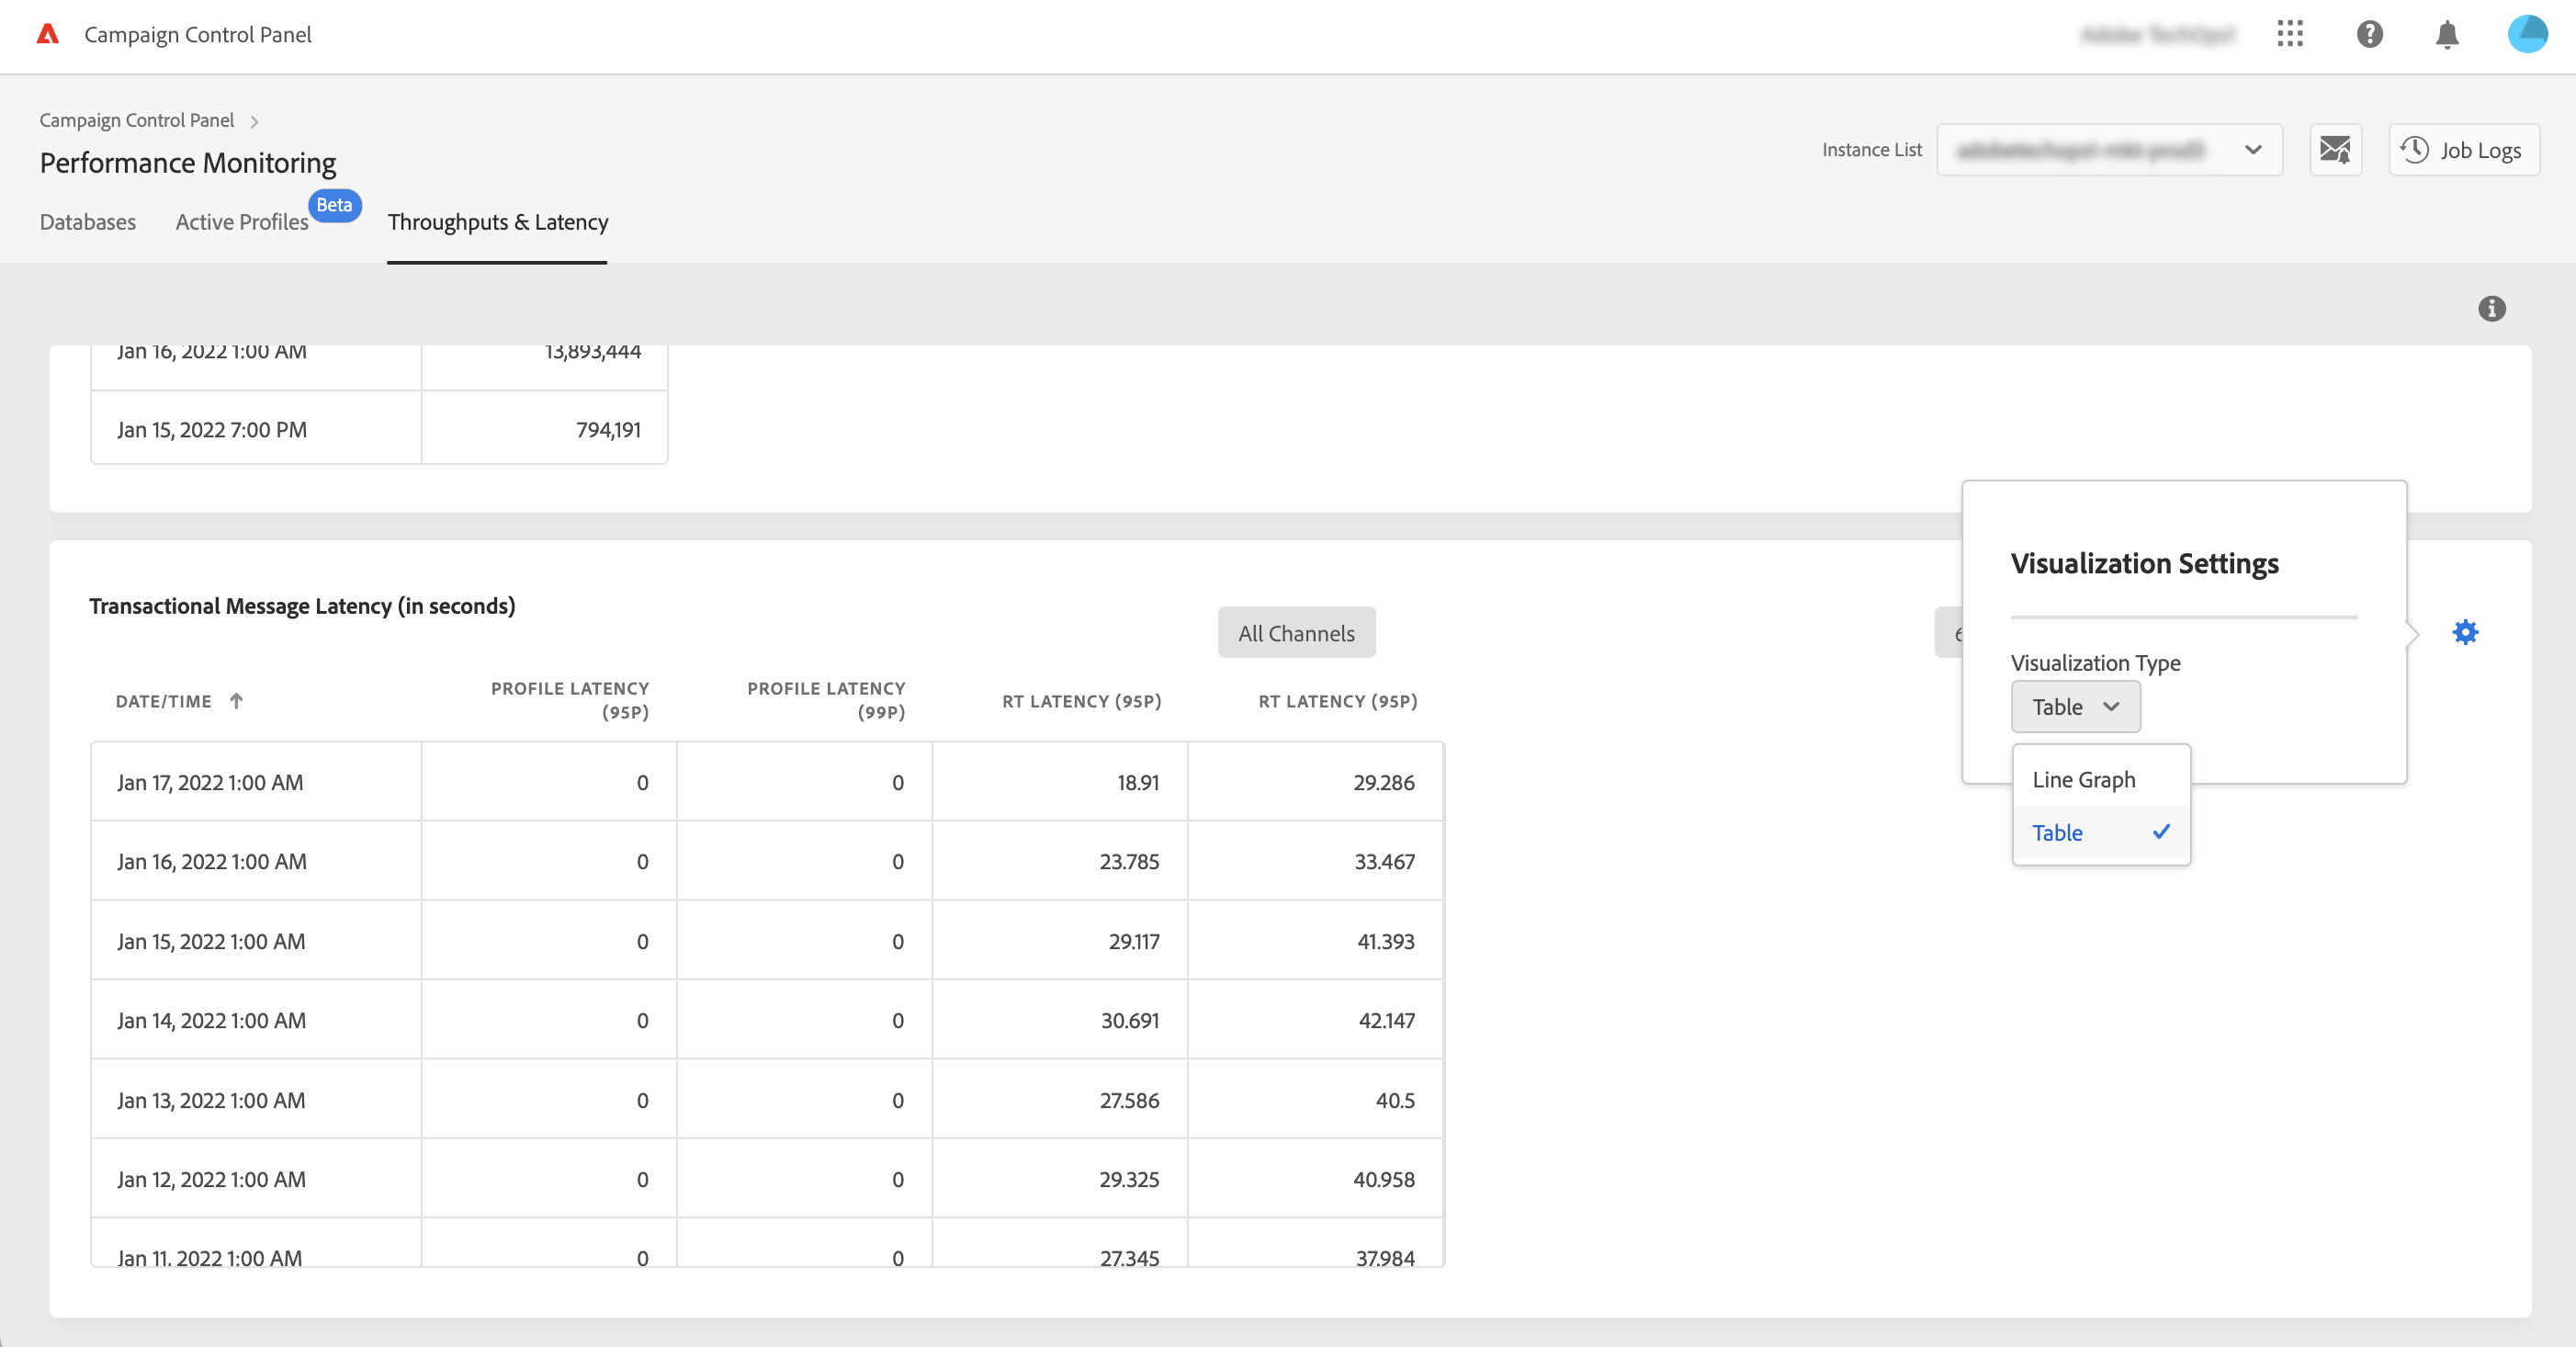 Campaign Control Panel
Campaign Control Panel
Performance Monitoring
Instance List
Job Logs
Databases
Active Profiles
Beta
Throughputs & Latency
Jan 16, 2022 1:00 AM 13,893,444
Jan 15, 2022 7:00 PM 794,191
Transactional Message Latency (in seconds)
All Channels
DATE/TIME PROFILE LATENCY (95P) PROFILE LATENCY (99P) RT LATENCY (95P) RT LATENCY (95P)
Jan 17, 2022 1:00 AM 0 0 18.91 29.286
Jan 16, 2022 1:00 AM 0 0 23.785 33.467
Jan 15, 2022 1:00 AM 0 0 29.117 41.393
Jan 14, 2022 1:00 AM 0 0 30.691 42.147
Jan 13, 2022 1:00 AM 0 0 27.586 40.5
Jan 12, 2022 1:00 AM 0 0 29.325 40.958
Jan 11, 2022 1:00 AM 0 0 27.345 37.984
Visualization Settings
Visualization Type
Table
Line Graph
Table